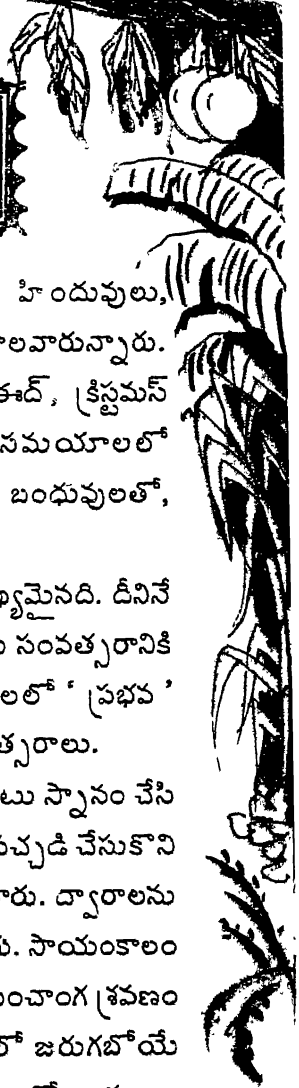 హిందువులు,
లవారున్నారు.
ఈద్, క్రిస్టమస్
సమయాలలో
బంధువులతో,
ఖ్యమైనది. దీనినే
సంవత్సరానికి
లలో ' ప్రభవ '
త్సరాలు.
టు స్నానం చేసి
పచ్చడి చేసుకొని
రు. ద్వారాలను
సాయంకాలం
పంచాంగ శ్రవణం
లో జరుగబోయే